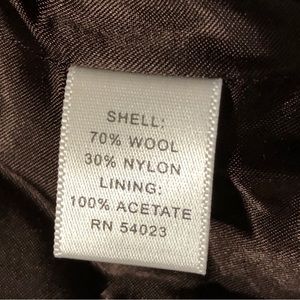 SHELL:
70% WOOL
30% NYLON
LINING:
100% ACETATE
RN 54023